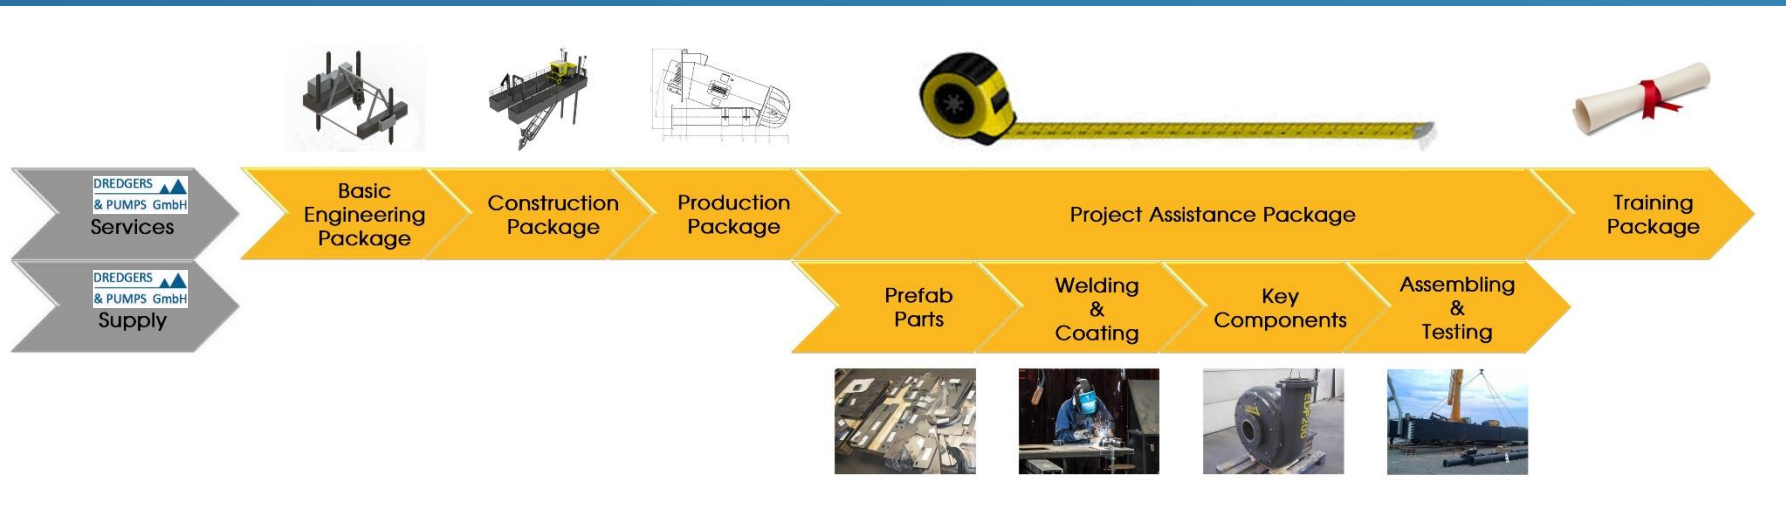 DREDGERS
& PUMPS GmbH
Services
Basic
Engineering
Package
Construction
Package
Production
Package
Project Assistance Package
Training
Package
DREDGERS
& PUMPS GmbH
Supply
Prefab
Parts
Welding
&
Coating
Key
Components
Assembling
&
Testing
EDP200